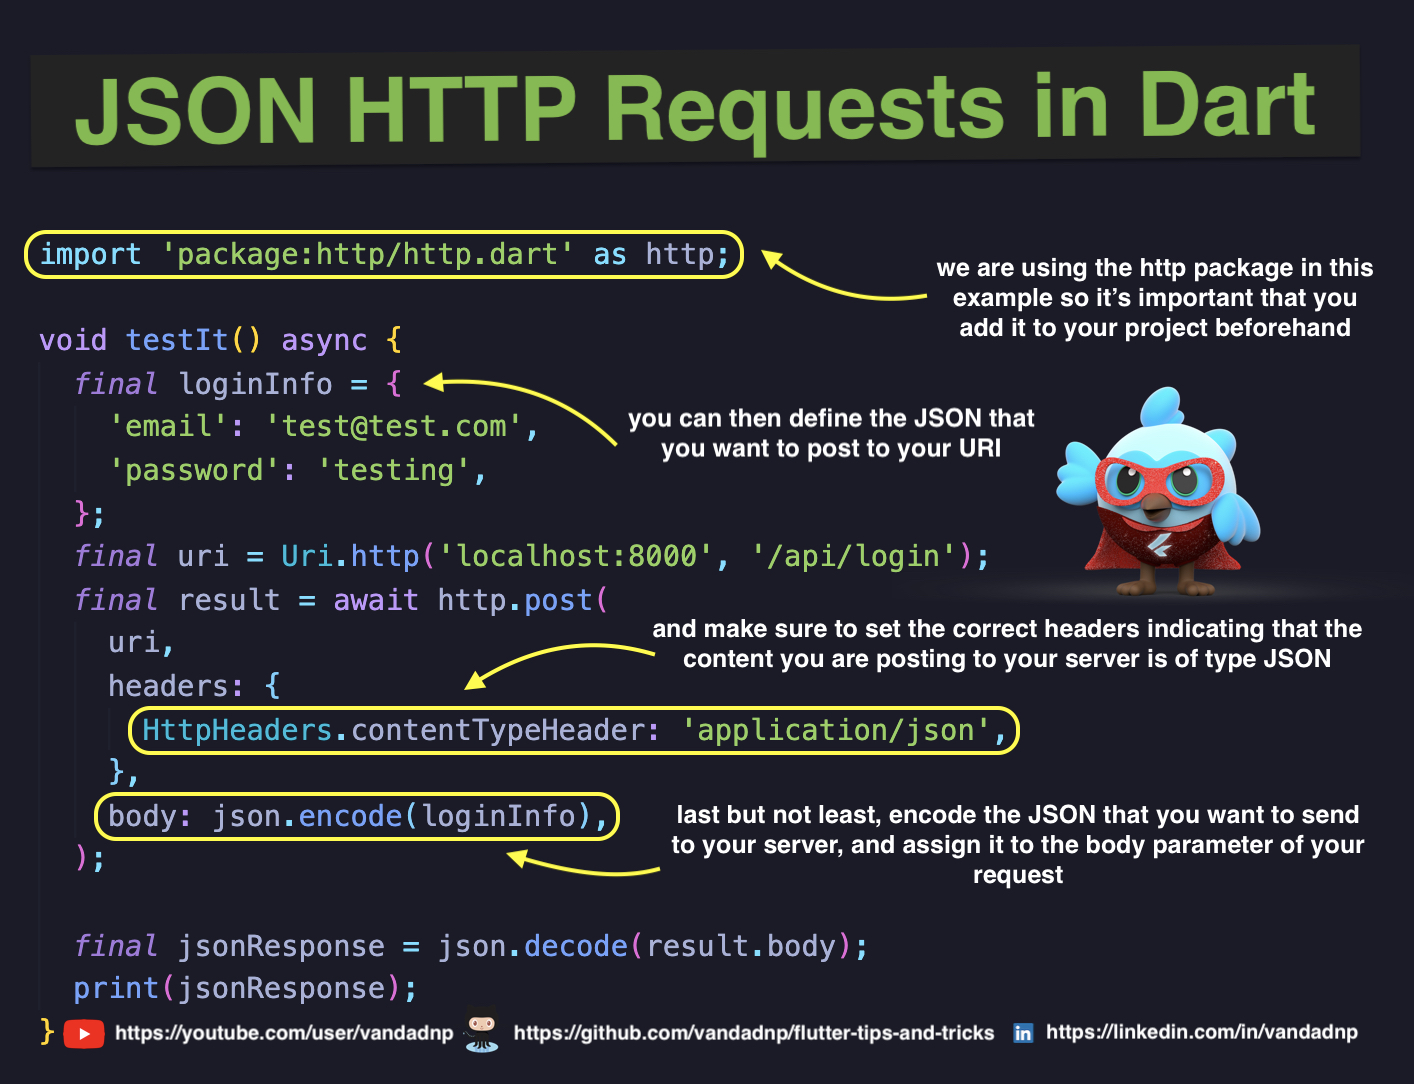 JSON HTTP Requests in Dart
import 'package:http/http.dart' as http;
we are using the http package in this
example so it's important that you
add it to your project beforehand
void testIt() async {
final loginInfo = {
'email': 'test@test.com',
'password': 'testing',
};
you can then define the JSON that
you want to post to your URI
final uri = Uri.http('localhost:8000', '/api/login');
final result = await http.post(
uri,
headers: {
and make sure to set the correct headers indicating that the
content you are posting to your server is of type JSON
HttpHeaders.contentTypeHeader: 'application/json',
},
body: json.encode(loginInfo),
);
last but not least, encode the JSON that you want to send
to your server, and assign it to the body parameter of your
request
final jsonResponse = json.decode(result.body);
print(jsonResponse);
}
https://youtube.com/user/vandadnp
https://github.com/vandadnp/flutter-tips-and-tricks
in
https://linkedin.com/in/vandadnp